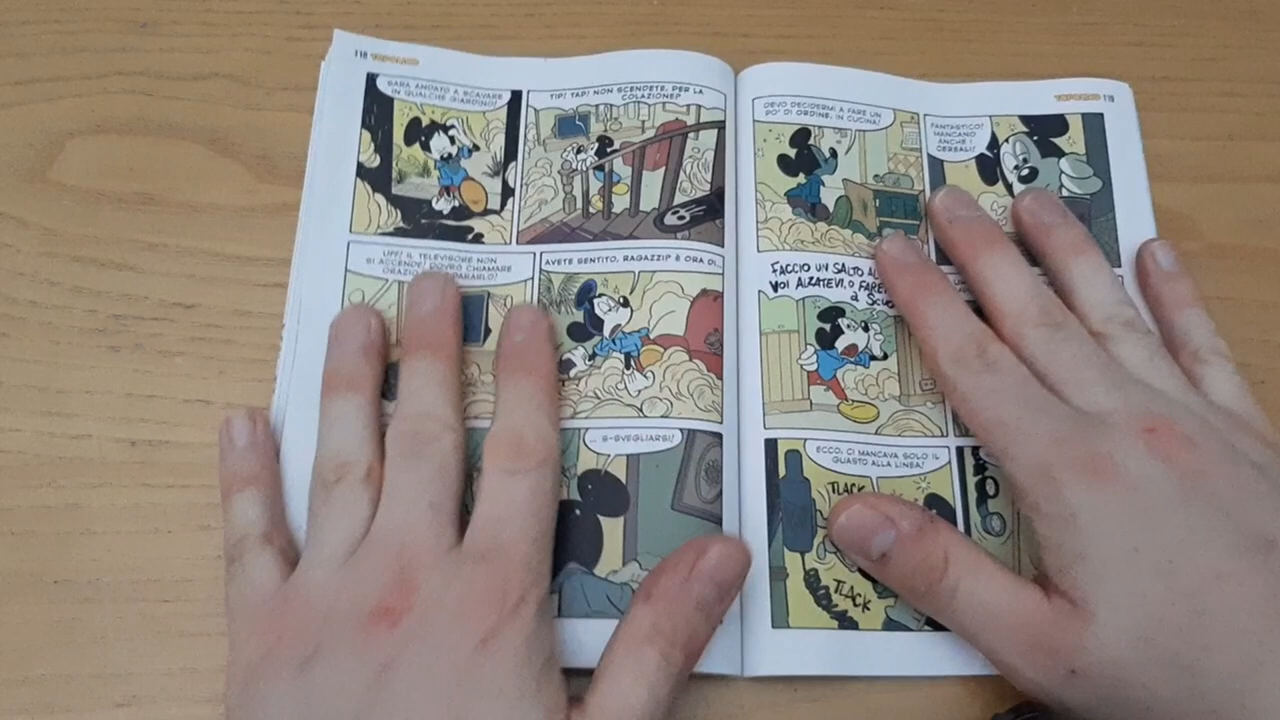 118 TOPOLINO
SARÀ ANDATO A SCAVARE
IN QUALCHE GIARDINO!
TIP! TAP! NON SCENDETE, PER LA
COLAZIONE?
UFF! IL TELEVISORE NON
SI ACCENDE! DOVRÒ CHIAMARE
ORAZIO
AVETE SENTITO, RAGAZZI? È ORA DI...
... S-SVEGLIARSI!
TOPOLINO 119
DEVO DECIDERMI A FARE UN
PO' DI ORDINE, IN CUCINA!
FANTASTICO!
MANCANO
ANCHE I
CEREALI!
FACCIO UN SALTO
VOI ALZATEVI, O
A
ECCO, CI MANCAVA SOLO IL
GUASTO ALLA LINEA!
TLACK
TLACK